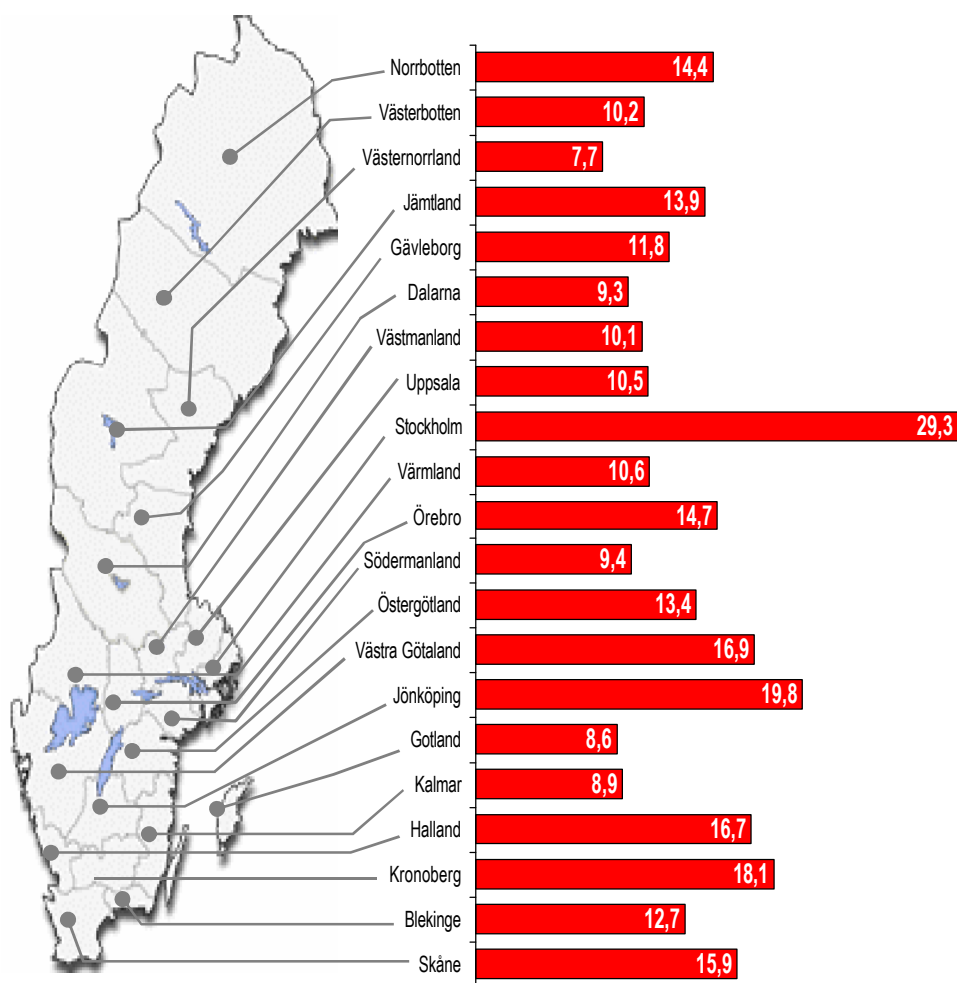 Norrbotten 14,4
Västerbotten 10,2
Västernorrland 7,7
Jämtland 13,9
Gävleborg 11,8
Dalarna 9,3
Västmanland 10,1
Uppsala 10,5
Stockholm 29,3
Värmland 10,6
Örebro 14,7
Södermanland 9,4
Östergötland 13,4
Västra Götaland 16,9
Jönköping 19,8
Gotland 8,6
Kalmar 8,9
Halland 16,7
Kronoberg 18,1
Blekinge 12,7
Skåne 15,9